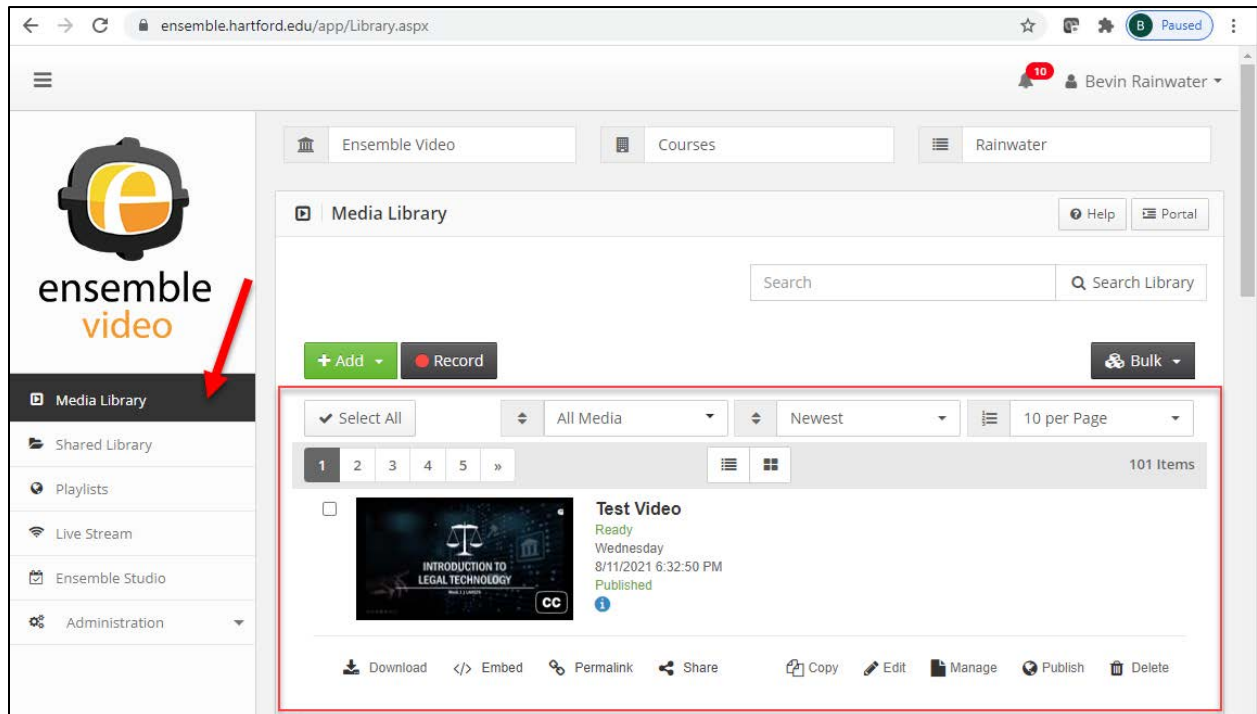 ensemble.hartford.edu/app/Library.aspx
B Paused
10 Bevin Rainwater
Ensemble Video Courses Rainwater
e
ensemble
video
Media Library
Help Portal
Search Search Library
+ Add Record Bulk
Media Library
Shared Library
Playlists
Live Stream
Ensemble Studio
Administration
Select All All Media Newest 10 per Page
1 2 3 4 5 » 101 Items
INTRODUCTION TO
LEGAL TECHNOLOGY
CC
Test Video
Ready
Wednesday
8/11/2021 6:32:50 PM
Published
Download </> Embed Permalink Share Copy Edit Manage Publish Delete